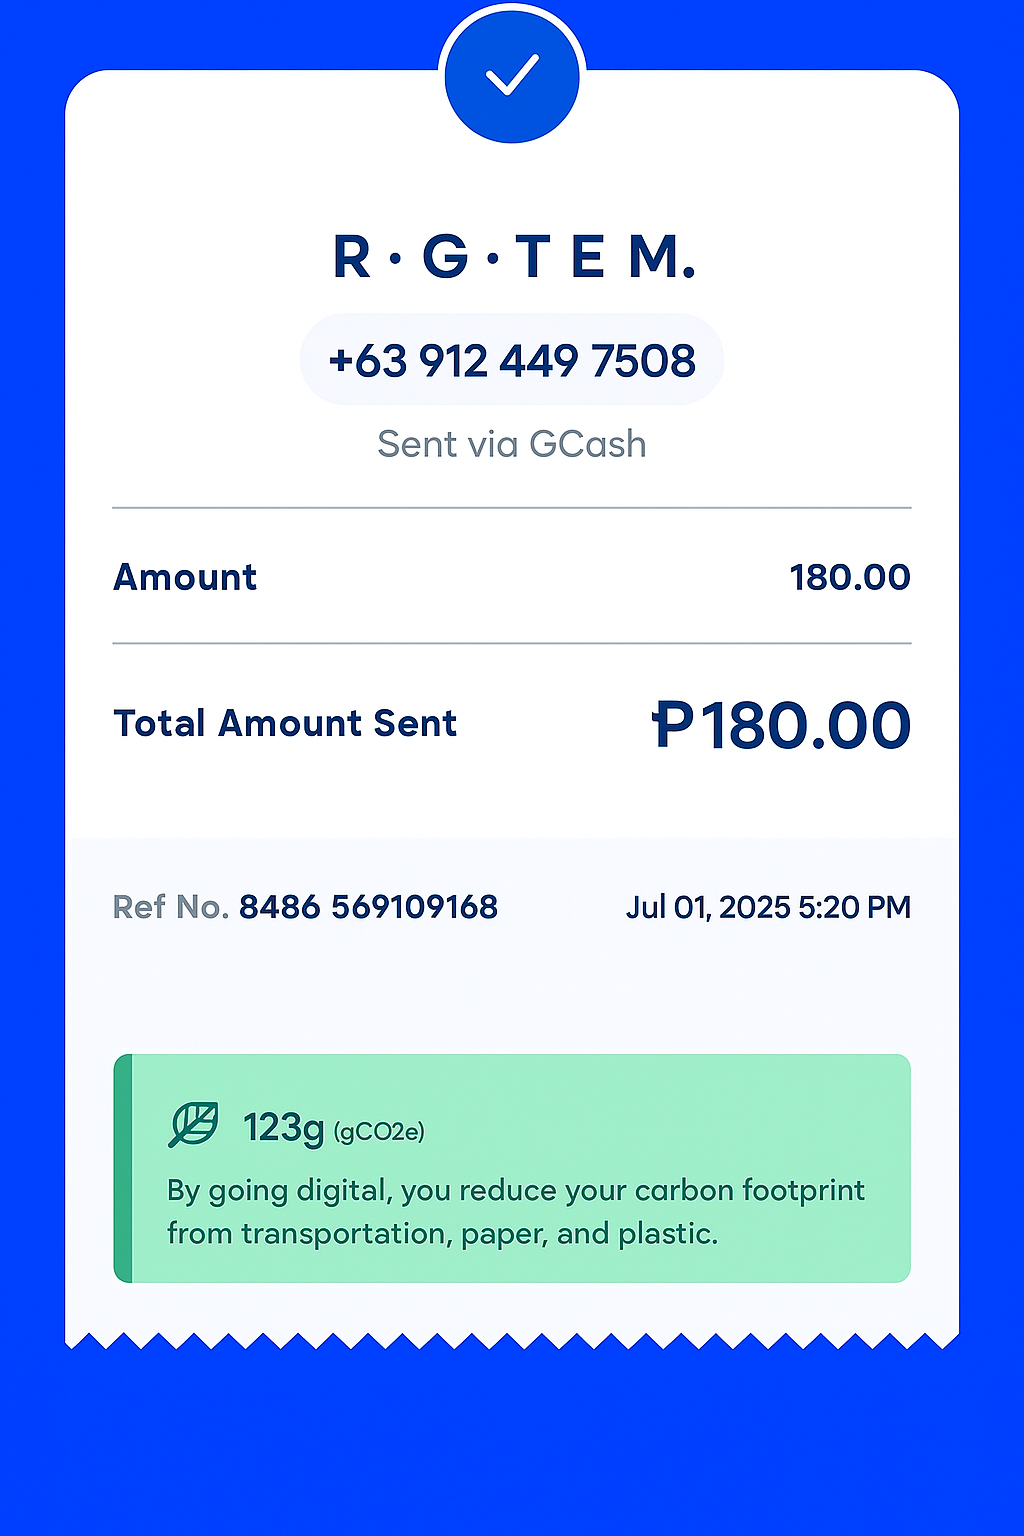 R·G·TE M.
+63 912 449 7508
Sent via GCash
Amount 180.00
Total Amount Sent ₱180.00
Ref No. 8486 569109168 Jul 01, 2025 5:20 PM
123g (gCO2e)
By going digital, you reduce your carbon footprint
from transportation, paper, and plastic.